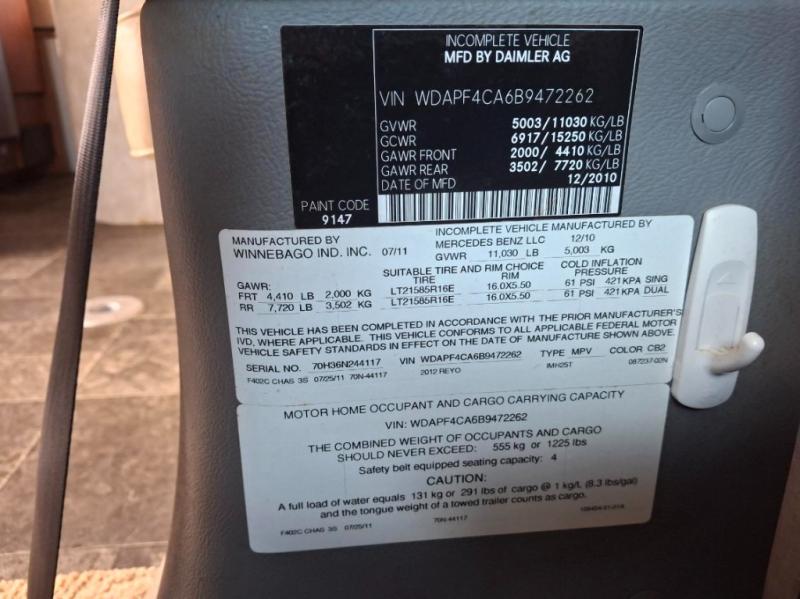 INCOMPLETE VEHICLE
MFD BY DAIMLER AG
VIN WDAPF4CA6B9472262
GVWR 5003/11030 KG/LB
GCWR 6917/15250 KG/LB
GAWR FRONT 2000/ 4410 KG/LB
GAWR REAR 3502/ 7720 KG/LB
DATE OF MFD 12/2010
PAINT CODE
9147
MANUFACTURED BY
WINNEBAGO IND. INC. 07/11
INCOMPLETE VEHICLE MANUFACTURED BY
MERCEDES BENZ LLC 12/10
GVWR 11,030 LB 5,003 KG
SUITABLE TIRE AND RIM CHOICE
COLD INFLATION
GAWR: TIRE RIM PRESSURE
FRT 4,410 LB 2,000 KG LT21585R16E 16.0X5.50 61 PSI 421 KPA SING
RR 7,720 LB 3,502 KG LT21585R16E 16.0X5.50 61 PSI 421 KPA DUAL
THIS VEHICLE HAS BEEN COMPLETED IN ACCORDANCE WITH THE PRIOR MANUFACTURER'S
IVD, WHERE APPLICABLE. THIS VEHICLE CONFORMS TO ALL APPLICABLE FEDERAL MOTOR
VEHICLE SAFETY STANDARDS IN EFFECT ON THE DATE OF MANUFACTURE SHOWN ABOVE.
SERIAL NO. 70H36N244117 VIN WDAPF4CA6B9472262 TYPE MPV COLOR CB2
F402C CHAS 3S 07/25/11 70N-44117 2012 REYO IMH25T 087237-02N
MOTOR HOME OCCUPANT AND CARGO CARRYING CAPACITY
VIN: WDAPF4CA6B9472262
THE COMBINED WEIGHT OF OCCUPANTS AND CARGO
SHOULD NEVER EXCEED: 555 kg or 1225 lbs
Safety belt equipped seating capacity: 4
CAUTION:
A full load of water equals 131 kg or 291 lbs of cargo @ 1 kg/L (8.3 lbs/gal)
and the tongue weight of a towed trailer counts as cargo.
F402C CHAS 3S 07/25/11 70N-44117